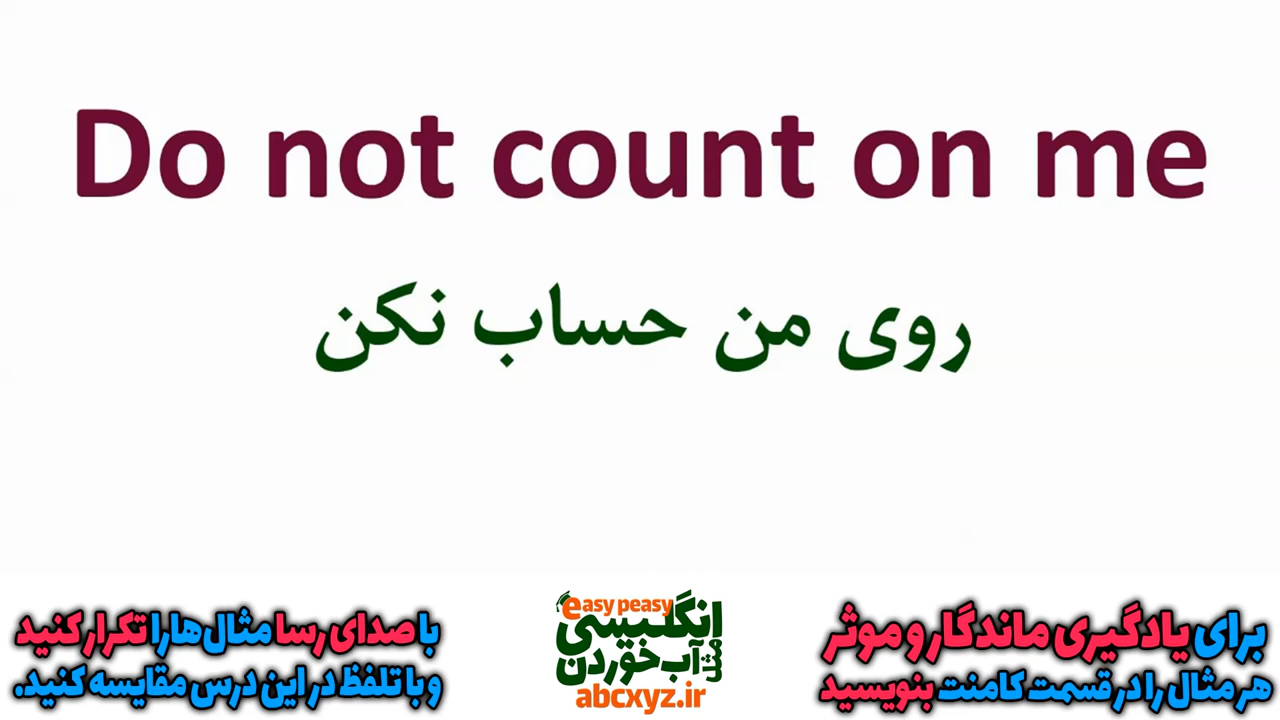 Do not count on me
روی من حساب نکن
برای یادگیری ماندگار و موثر
هر مثال را در قسمت کامنت بنویسید
easy peasy
انگلیسی
مثل
آب خوردن
abcxyz.ir
با صدای رسا مثال‌ها را تکرار کنید
و با تلفظ در این درس مقایسه کنید.